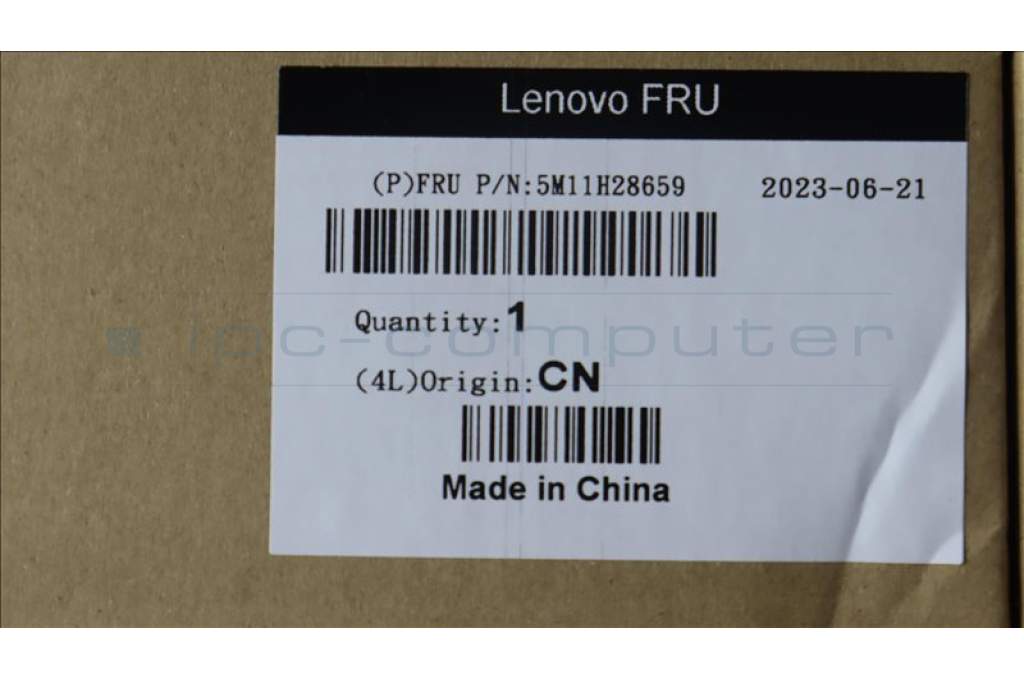 Lenovo FRU
(P)FRU P/N:5M11H28659 2023-06-21
Quantity:1
ipc-computer
(4L)Origin:CN
Made in China